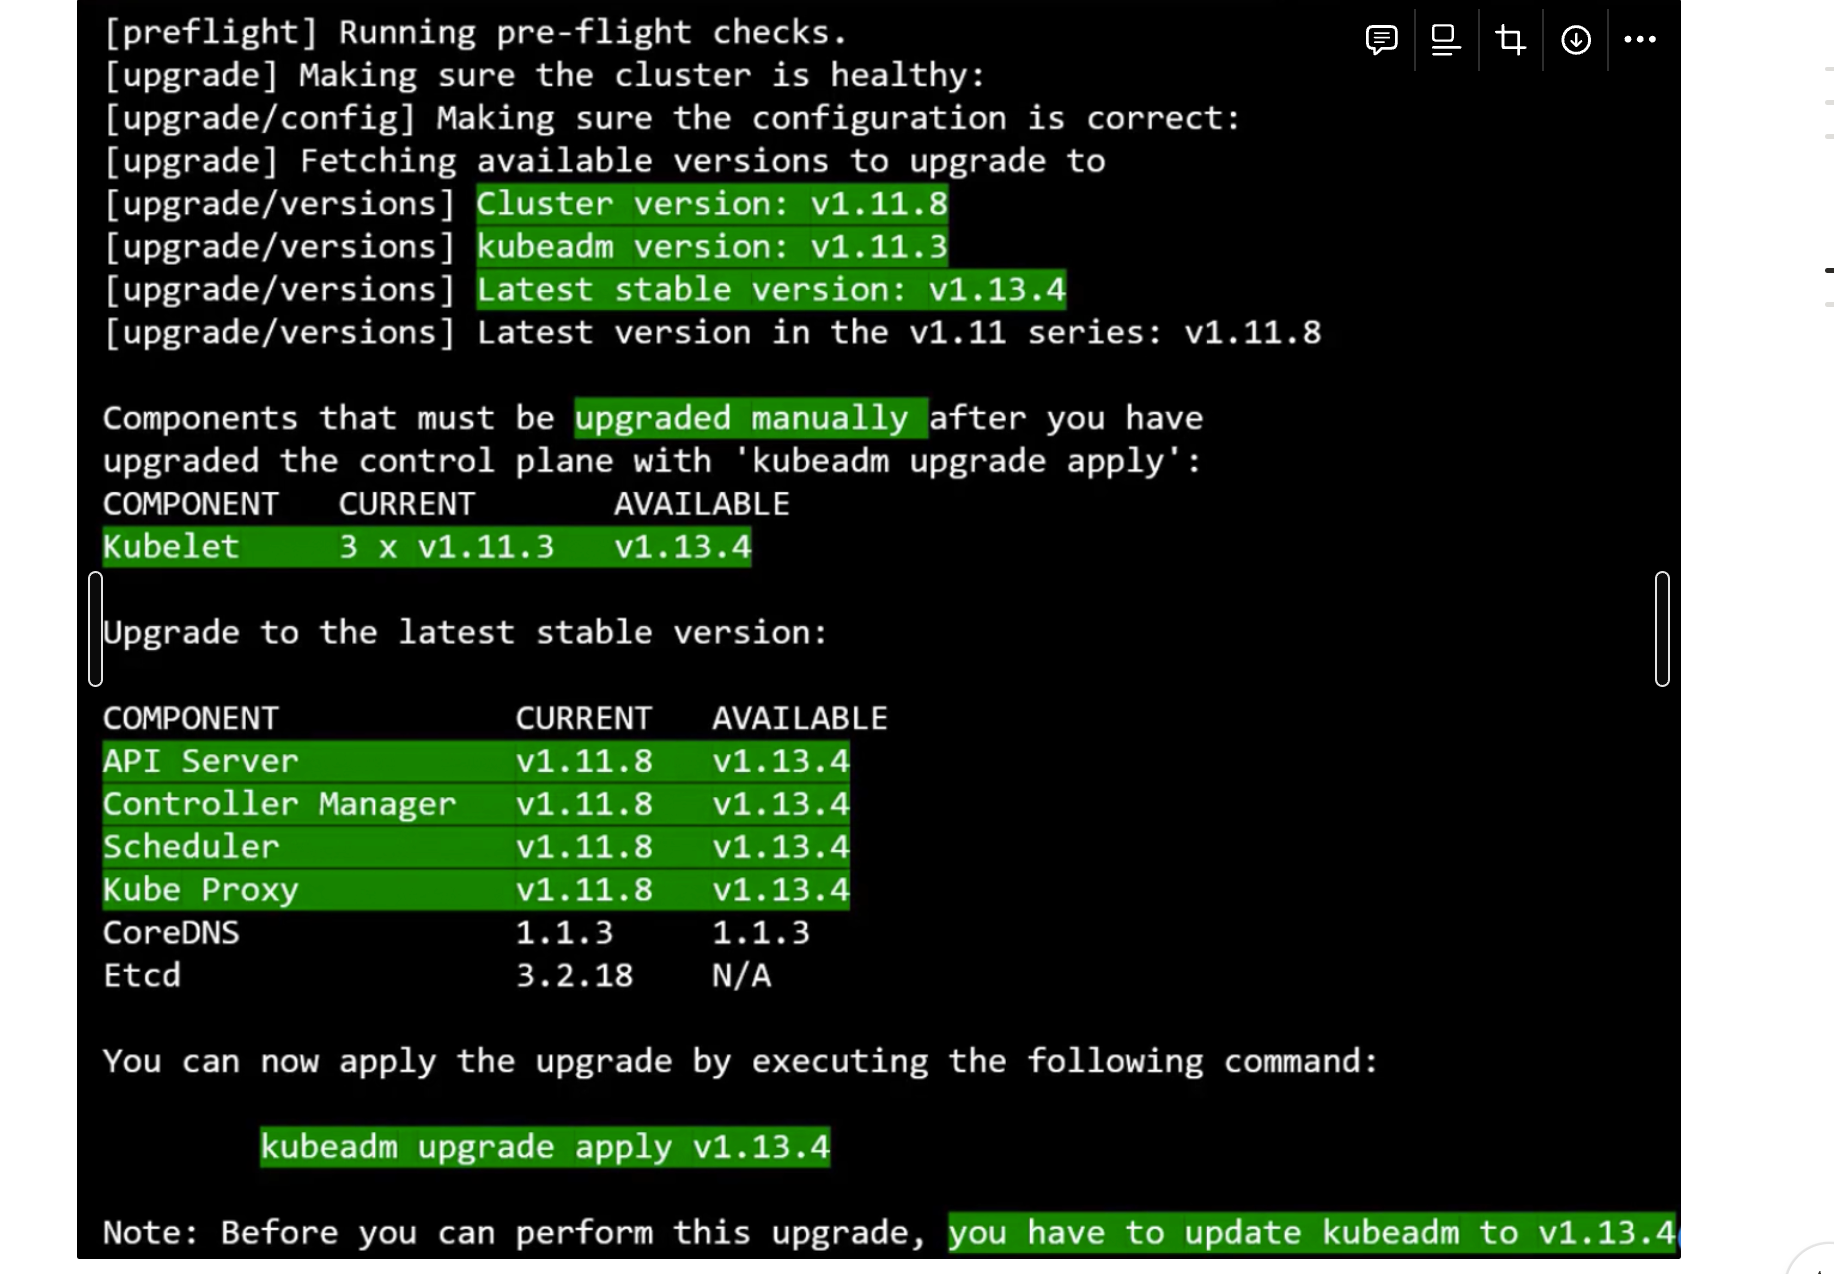 [preflight] Running pre-flight checks.
[upgrade] Making sure the cluster is healthy:
[upgrade/config] Making sure the configuration is correct:
[upgrade] Fetching available versions to upgrade to
[upgrade/versions] Cluster version: v1.11.8
[upgrade/versions] kubeadm version: v1.11.3
[upgrade/versions] Latest stable version: v1.13.4
[upgrade/versions] Latest version in the v1.11 series: v1.11.8
Components that must be upgraded manually after you have
upgraded the control plane with 'kubeadm upgrade apply':
COMPONENT CURRENT AVAILABLE
Kubelet 3 x v1.11.3 v1.13.4
Upgrade to the latest stable version:
COMPONENT CURRENT AVAILABLE
API Server v1.11.8 v1.13.4
Controller Manager v1.11.8 v1.13.4
Scheduler v1.11.8 v1.13.4
Kube Proxy v1.11.8 v1.13.4
CoreDNS 1.1.3 1.1.3
Etcd 3.2.18 N/A
You can now apply the upgrade by executing the following command:
kubeadm upgrade apply v1.13.4
Note: Before you can perform this upgrade, you have to update kubeadm to v1.13.4